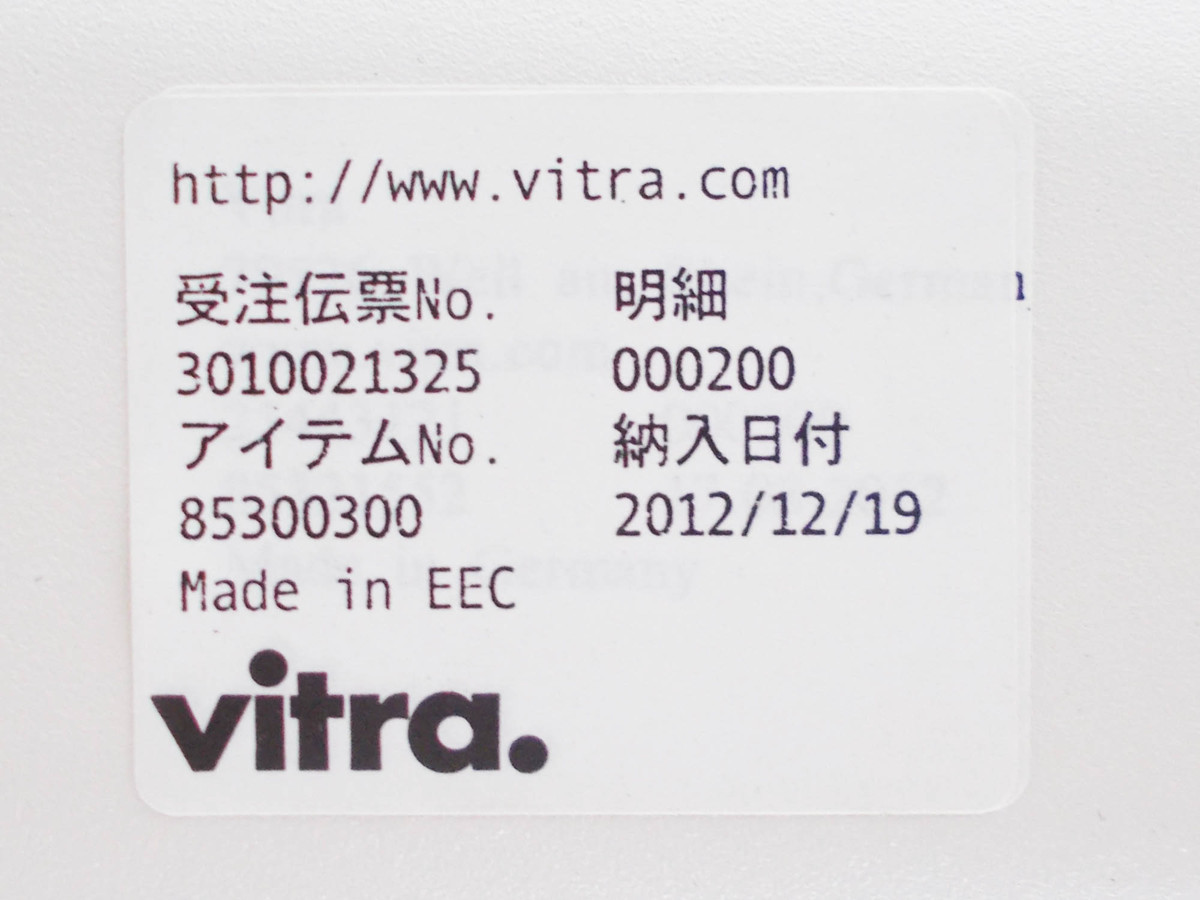 http://www.vitra.com
受注伝票No. 明細
3010021325 000200
アイテムNo. 納入日付
85300300 2012/12/19
Made in EEC
vitra.